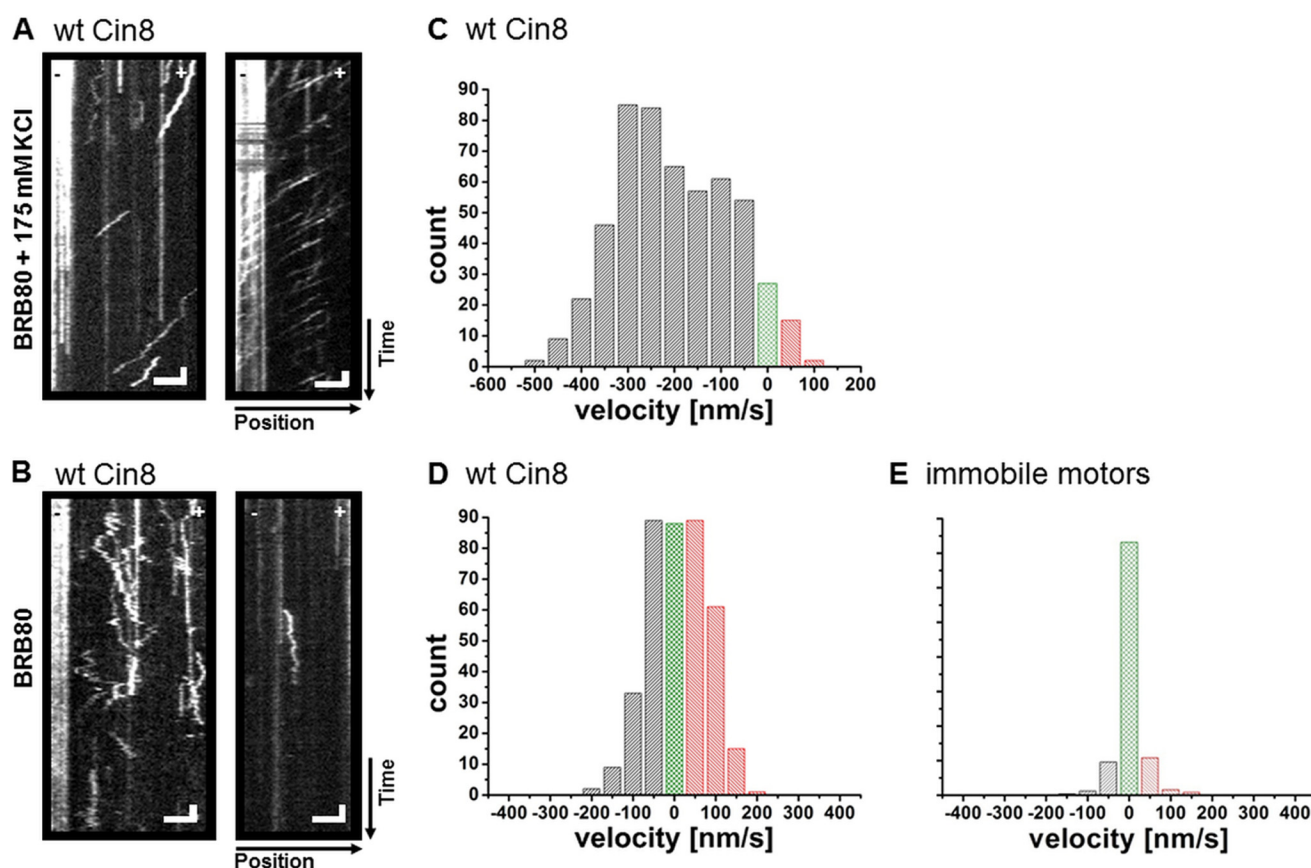 A wt Cin8
BRB80 + 175 mM KCl
- +
- +
Time
Position
C wt Cin8
count
90
80
70
60
50
40
30
20
10
0
-600 -500 -400 -300 -200 -100 0 100 200
velocity [nm/s]
B wt Cin8
BRB80
- +
- +
Time
Position
D wt Cin8
count
90
80
70
60
50
40
30
20
10
0
-400 -300 -200 -100 0 100 200 300 400
velocity [nm/s]
E immobile motors
-400 -300 -200 -100 0 100 200 300 400
velocity [nm/s]